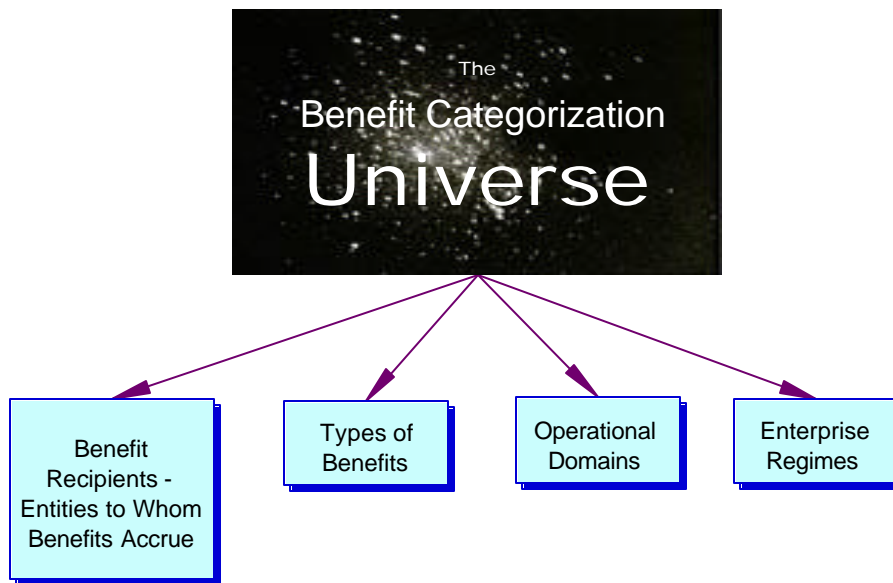 The
Benefit Categorization
Universe
Benefit
Recipients -
Entities to Whom
Benefits Accrue
Types of
Benefits
Operational
Domains
Enterprise
Regimes